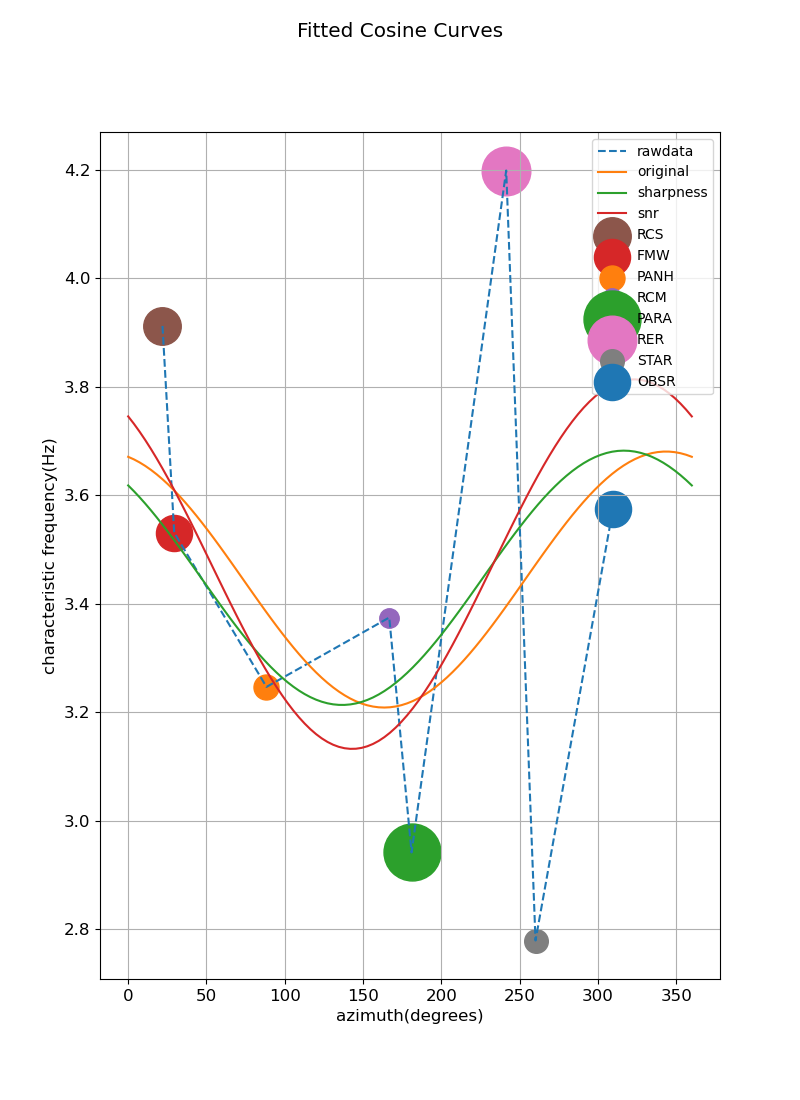 Fitted Cosine Curves
characteristic frequency(Hz)
4.2
4.0
3.8
3.6
3.4
3.2
3.0
2.8
rawdata
original
sharpness
snr
RCS
FMW
PANH
RCM
PARA
RER
STAR
OBSR
0 50 100 150 200 250 300 350
azimuth(degrees)